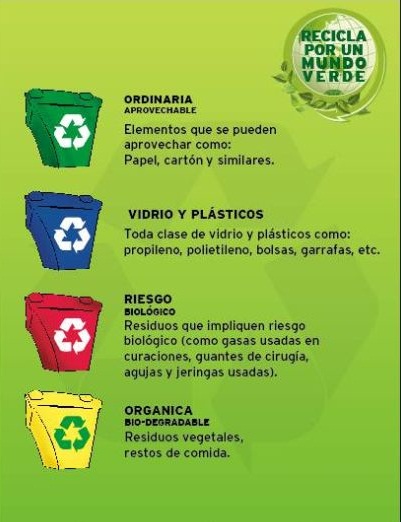 RECICLA
POR UN
MUNDO
VERDE
ORDINARIA
APROVECHABLE
Elementos que se pueden
aprovechar como:
Papel, cartón y similares.
VIDRIO Y PLÁSTICOS
Toda clase de vidrio y plásticos como:
propileno, polietileno, bolsas, garrafas, etc.
RIESGO
BIOLÓGICO
Residuos que impliquen riesgo
biológico (como gasas usadas en
curaciones, guantes de cirugía,
agujas y jeringas usadas).
ORGANICA
BIO-DEGRADABLE
Residuos vegetales,
restos de comida.